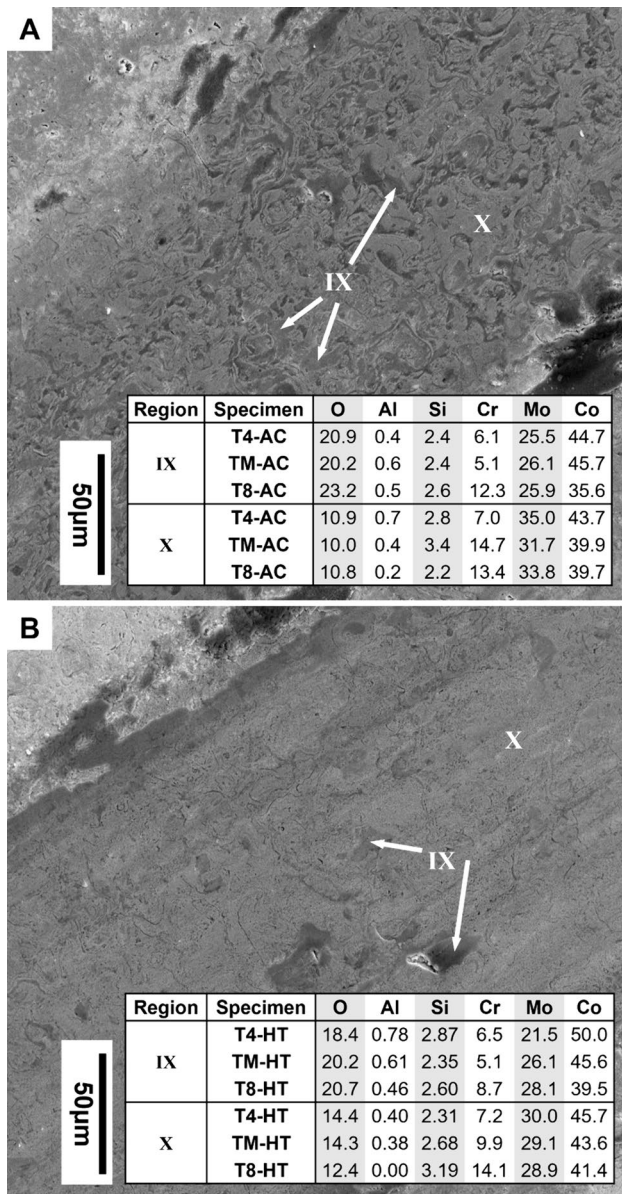 A
X
IX
Region Specimen O Al Si Cr Mo Co
IX T4-AC 20.9 0.4 2.4 6.1 25.5 44.7
TM-AC 20.2 0.6 2.4 5.1 26.1 45.7
T8-AC 23.2 0.5 2.6 12.3 25.9 35.6
X T4-AC 10.9 0.7 2.8 7.0 35.0 43.7
TM-AC 10.0 0.4 3.4 14.7 31.7 39.9
T8-AC 10.8 0.2 2.2 13.4 33.8 39.7
50µm
B
X
IX
Region Specimen O Al Si Cr Mo Co
IX T4-HT 18.4 0.78 2.87 6.5 21.5 50.0
TM-HT 20.2 0.61 2.35 5.1 26.1 45.6
T8-HT 20.7 0.46 2.60 8.7 28.1 39.5
X T4-HT 14.4 0.40 2.31 7.2 30.0 45.7
TM-HT 14.3 0.38 2.68 9.9 29.1 43.6
T8-HT 12.4 0.00 3.19 14.1 28.9 41.4
50µm